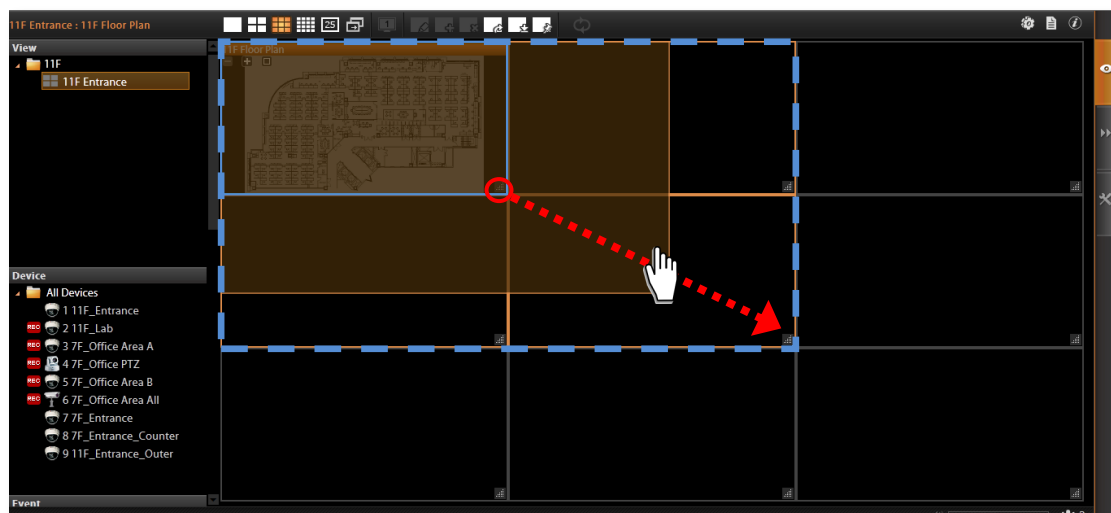 11F Entrance : 11F Floor Plan
25
1
View
11F
11F Entrance
11F Floor Plan
Device
All Devices
1 11F_Entrance
REC 2 11F_Lab
REC 3 7F_Office Area A
REC 4 7F_Office PTZ
REC 5 7F_Office Area B
REC 6 7F_Office Area All
7 7F_Entrance
8 7F_Entrance_Counter
9 11F_Entrance_Outer
Event